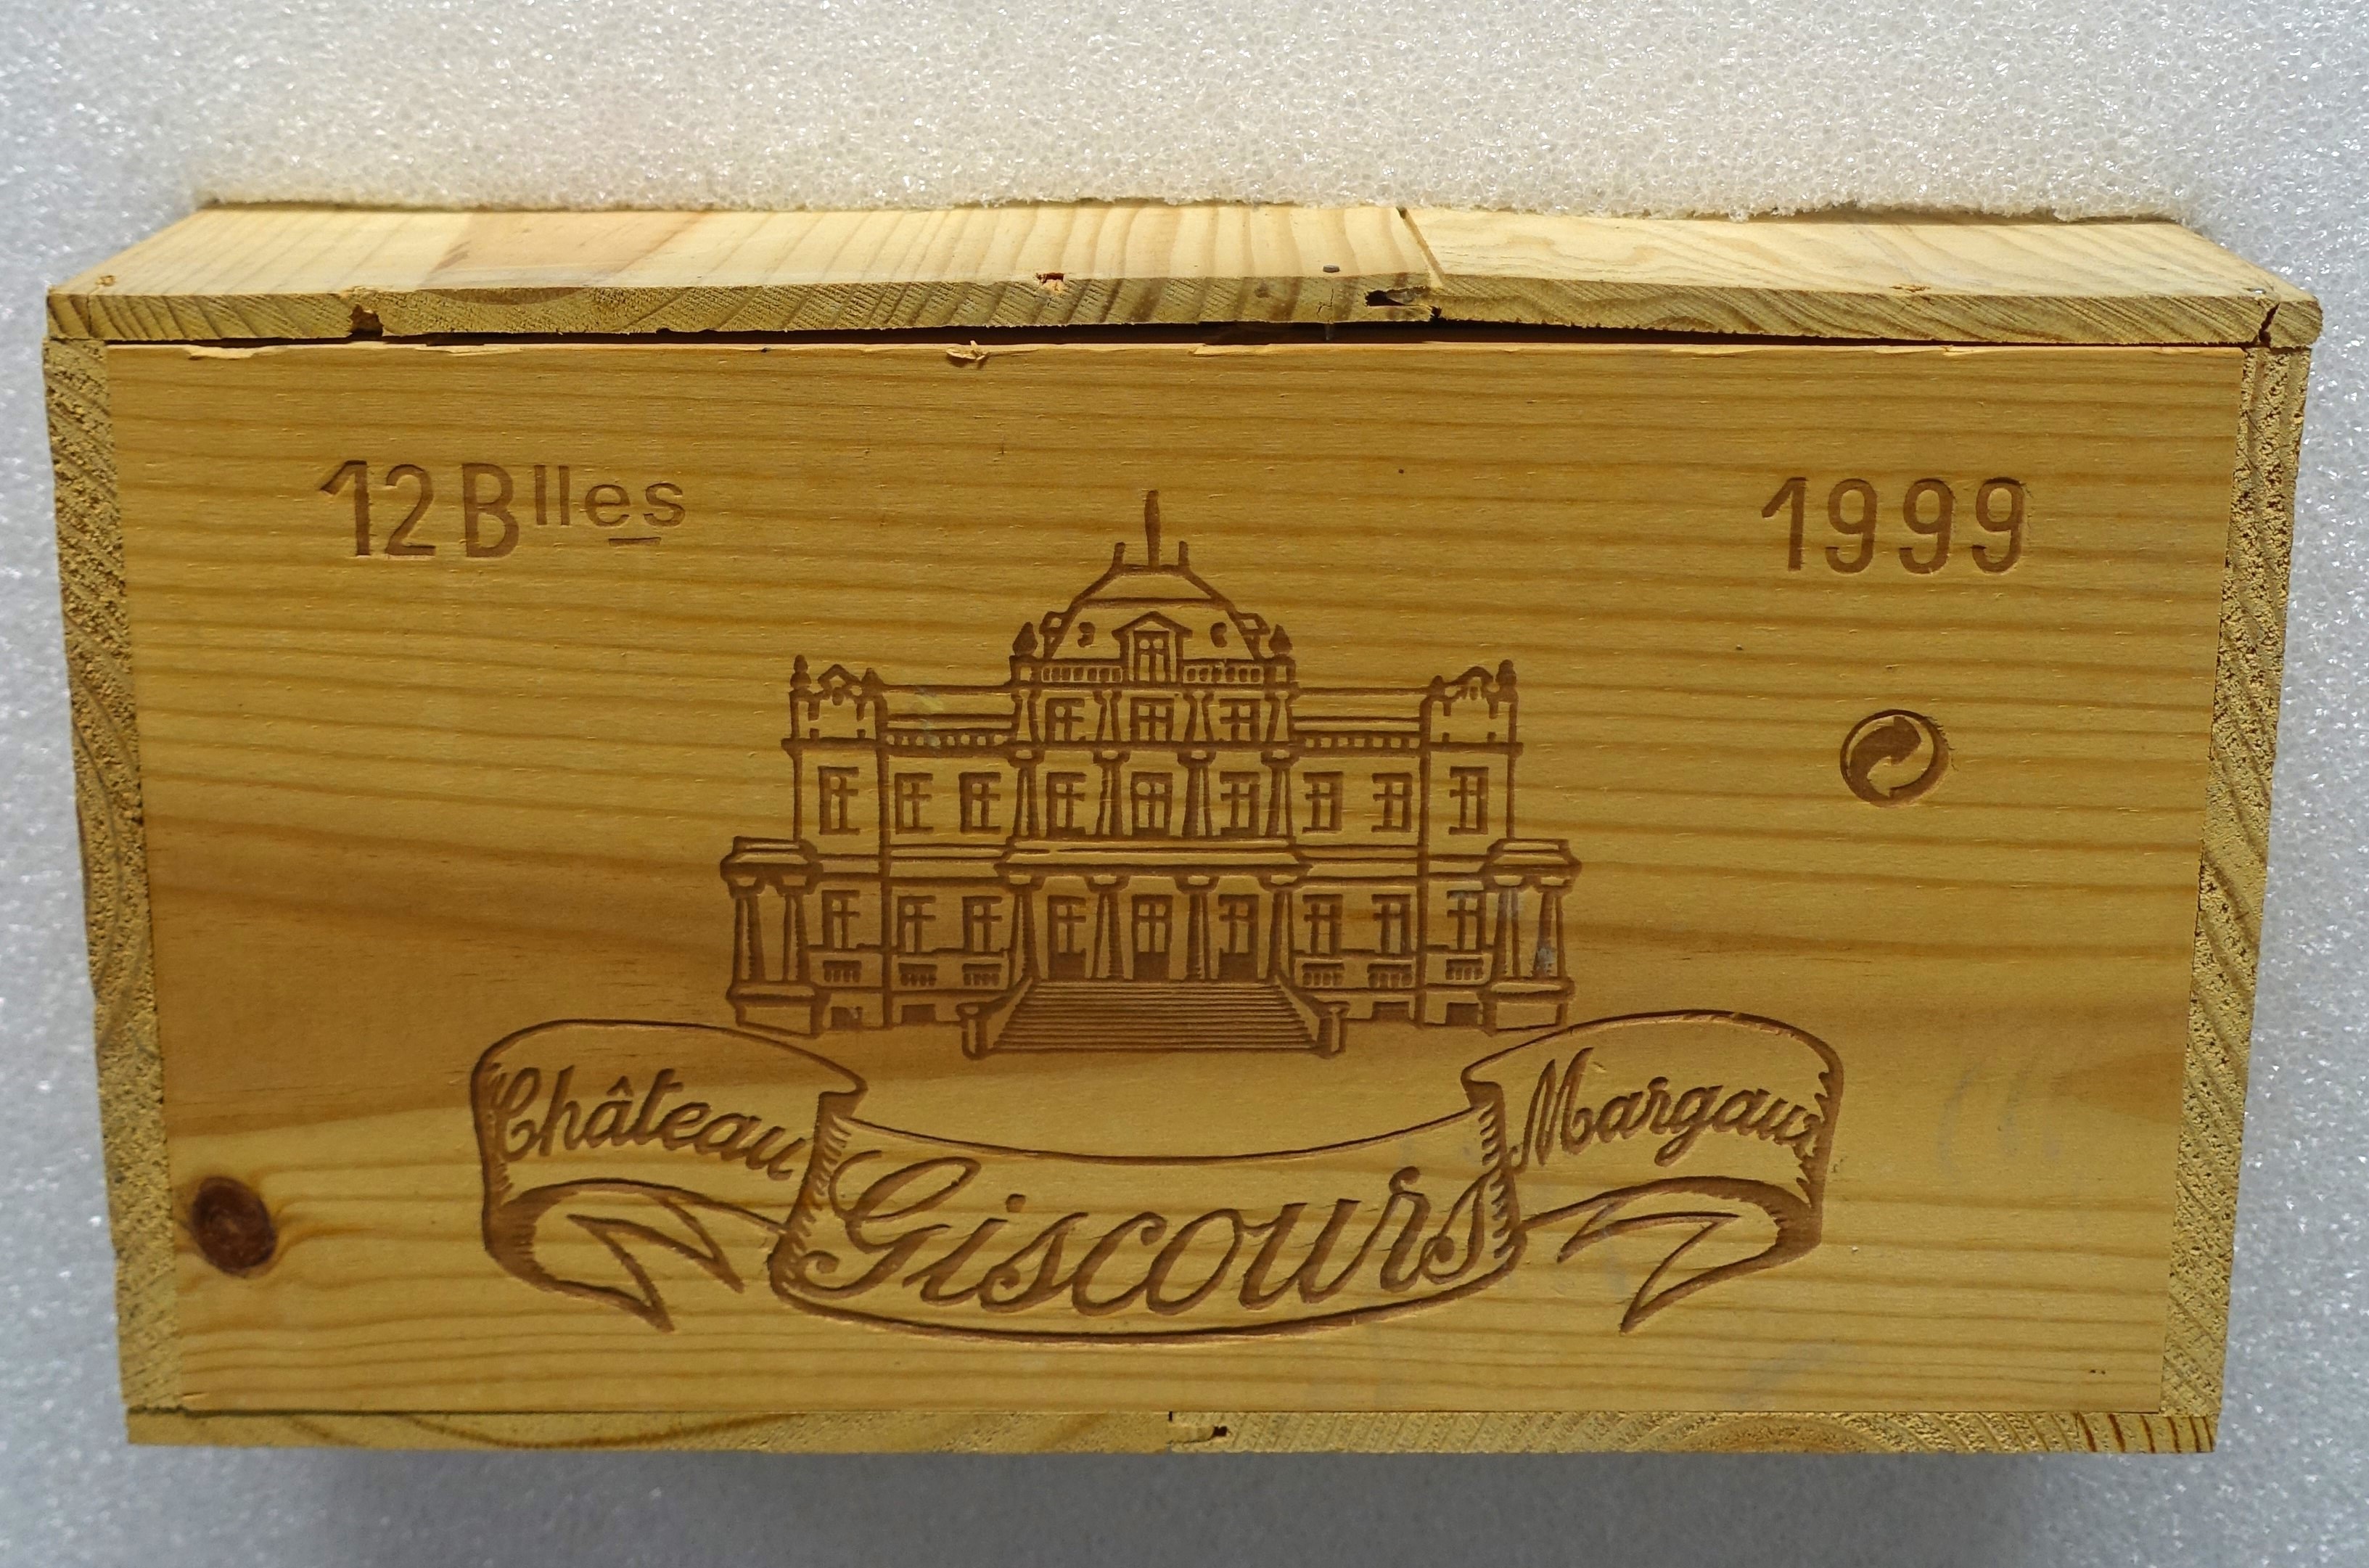 12 Blles
1999
Château
Giscours
Margaux